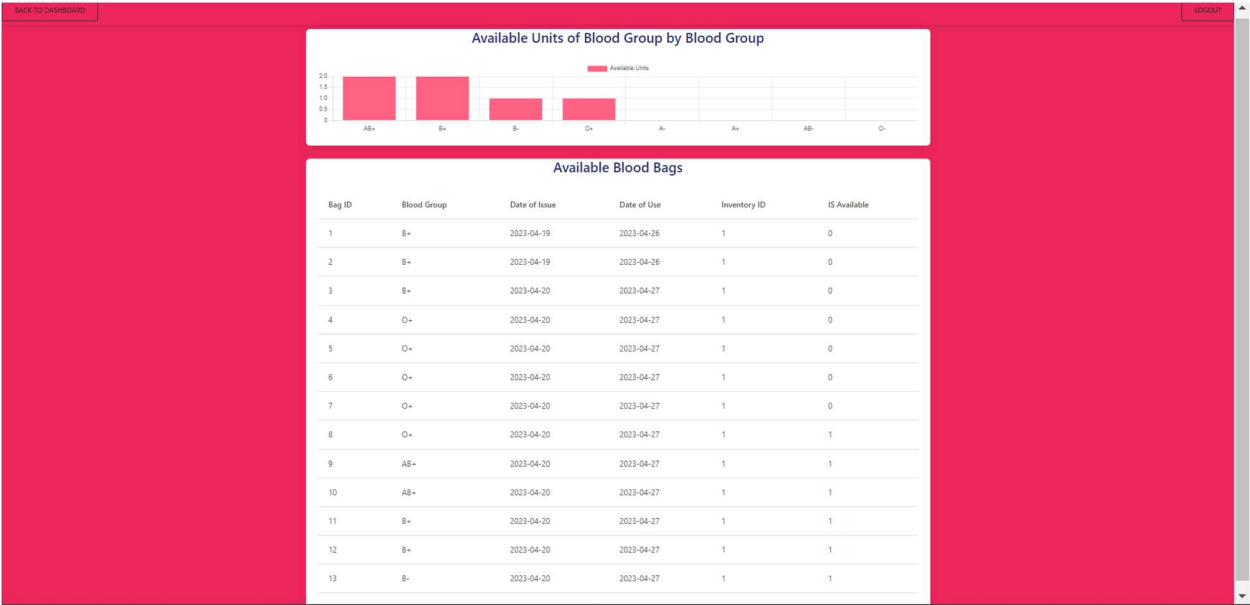 BACK TO DASHBOARD LOGOUT
Available Units of Blood Group by Blood Group
Available Units
2.0
1.5
1.0
0.5
0
AB+ B+ B- O+ A- A+ AB- O-
Available Blood Bags
Bag ID Blood Group Date of Issue Date of Use Inventory ID IS Available
1 B+ 2023-04-19 2023-04-26 1 0
2 B+ 2023-04-19 2023-04-26 1 0
3 B+ 2023-04-20 2023-04-27 1 0
4 O+ 2023-04-20 2023-04-27 1 0
5 O+ 2023-04-20 2023-04-27 1 0
6 O+ 2023-04-20 2023-04-27 1 0
7 O+ 2023-04-20 2023-04-27 1 0
8 O+ 2023-04-20 2023-04-27 1 1
9 AB+ 2023-04-20 2023-04-27 1 1
10 AB+ 2023-04-20 2023-04-27 1 1
11 B+ 2023-04-20 2023-04-27 1 1
12 B+ 2023-04-20 2023-04-27 1 1
13 B- 2023-04-20 2023-04-27 1 1